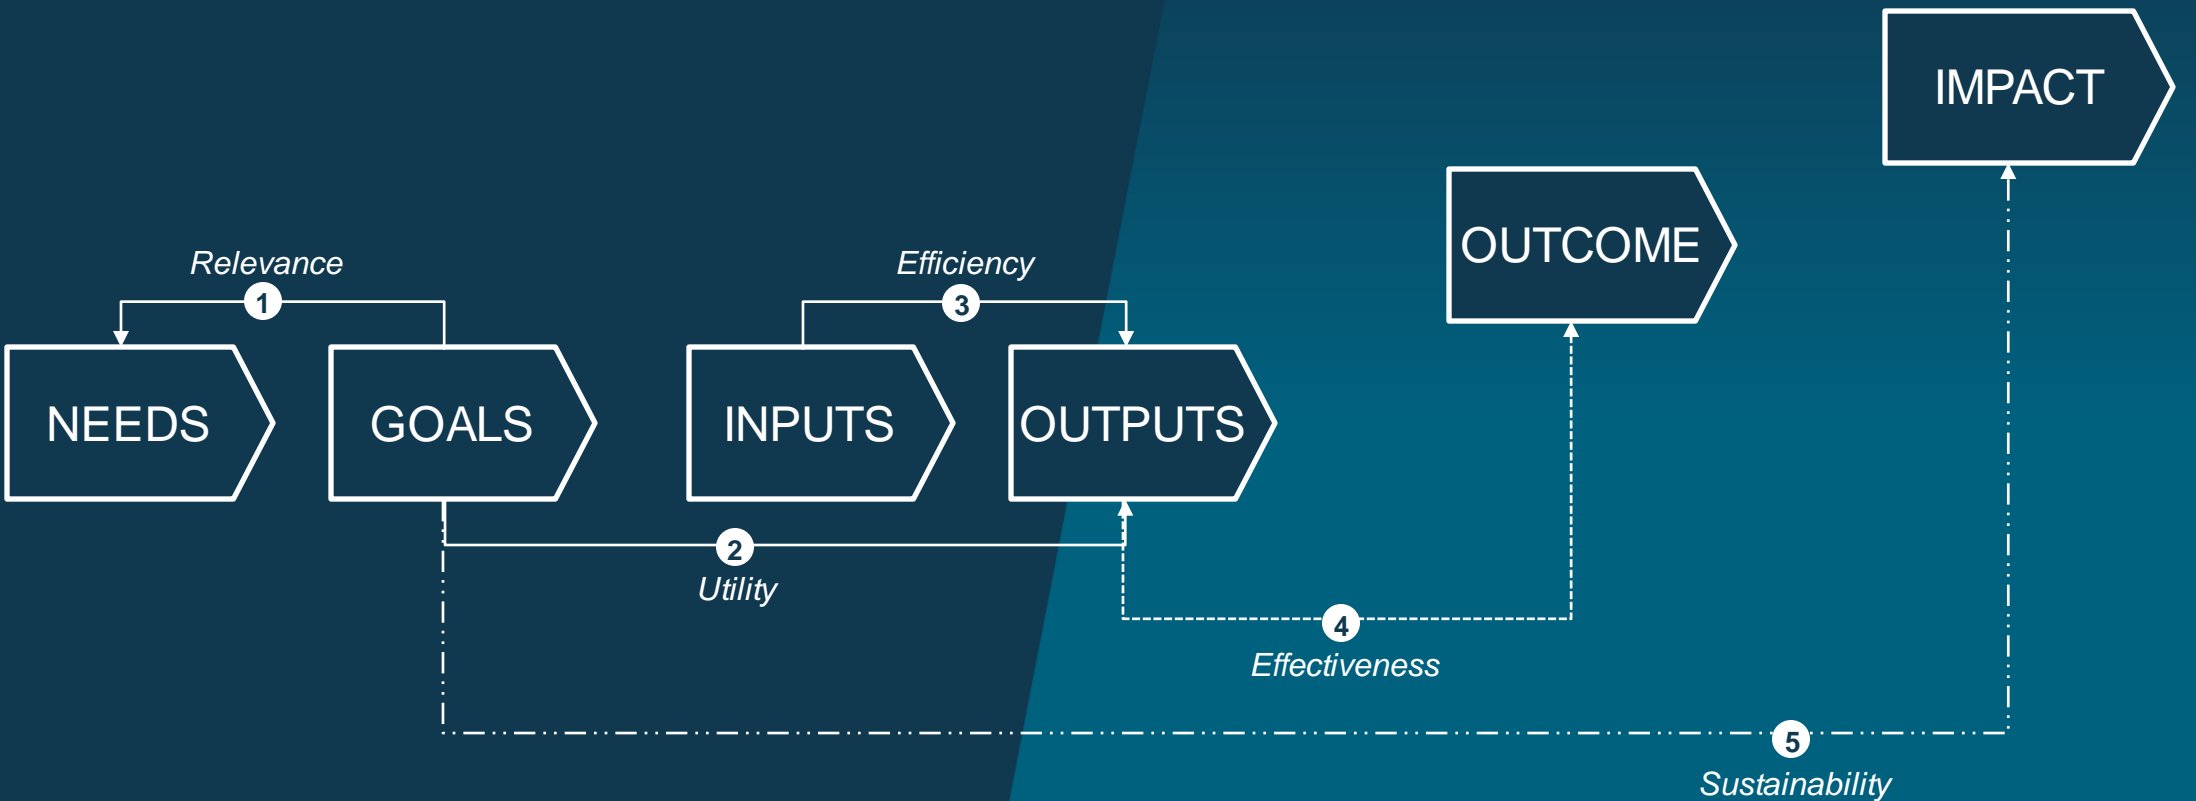 IMPACT
OUTCOME
Relevance
1
Efficiency
3
NEEDS
GOALS
INPUTS
OUTPUTS
2
Utility
4
Effectiveness
5
Sustainability